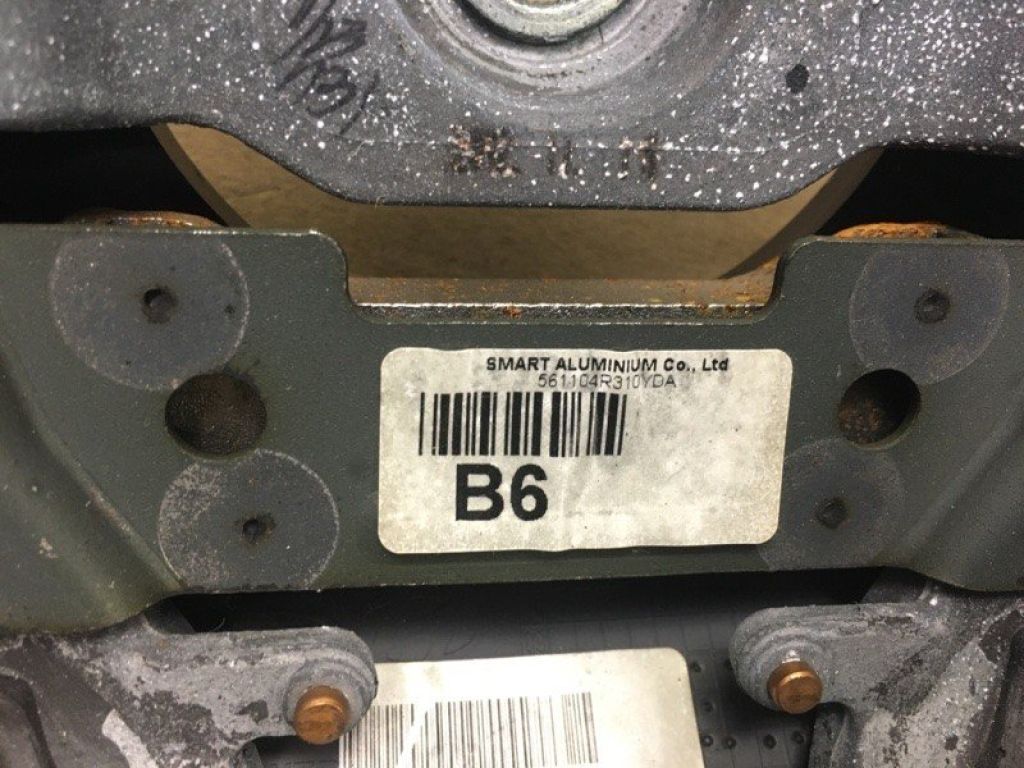 SMART ALUMINIUM Co., Ltd
561104R310YDA
B6